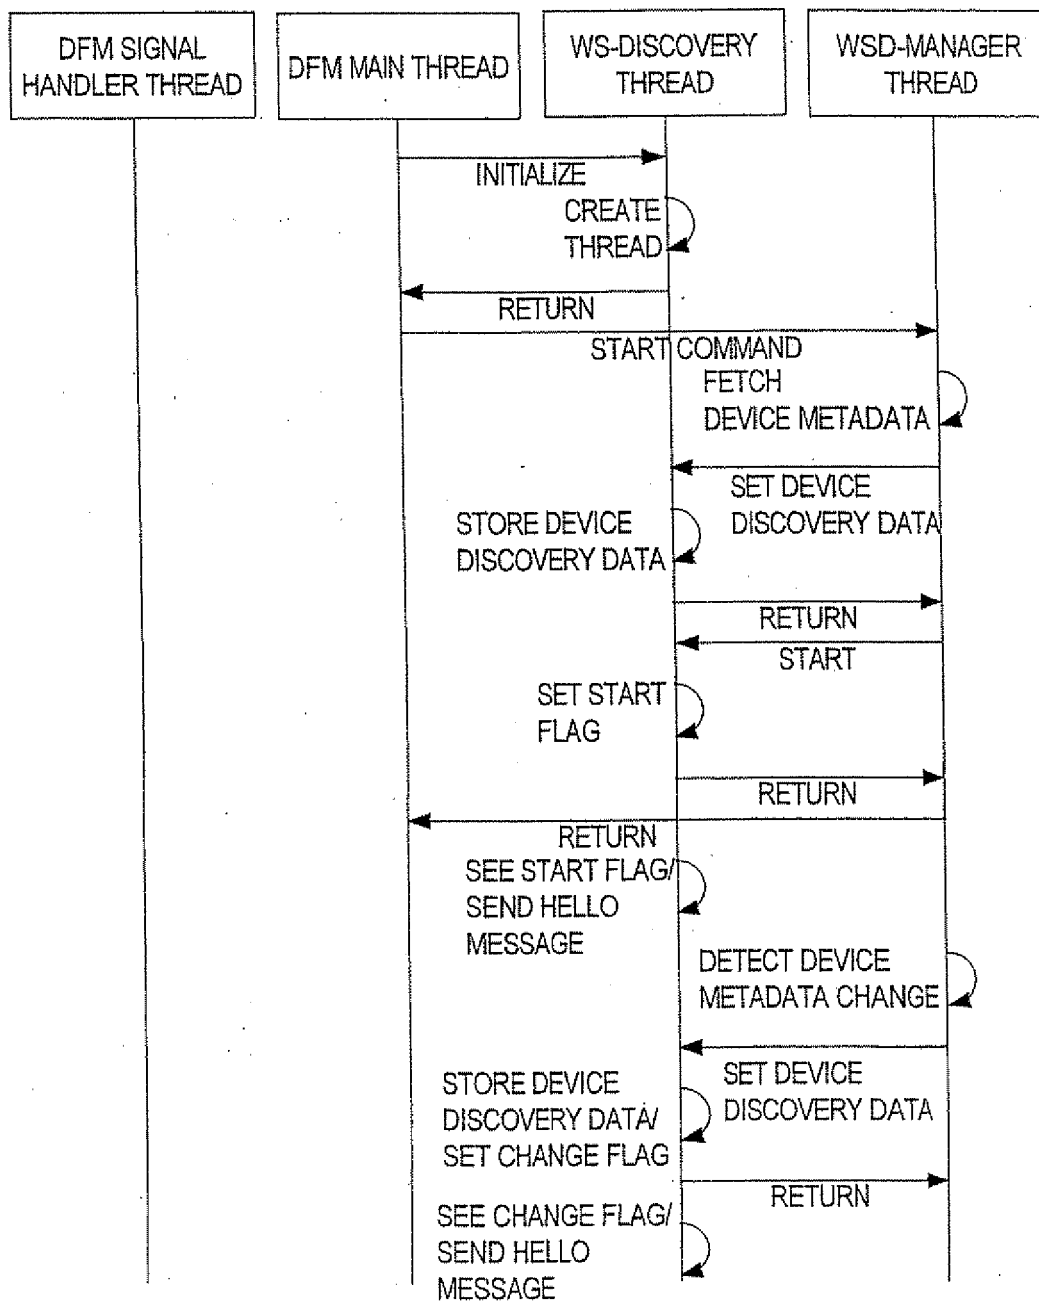 DFM SIGNAL
HANDLER THREAD
DFM MAIN THREAD
WS-DISCOVERY
THREAD
WSD-MANAGER
THREAD
INITIALIZE
CREATE
THREAD
RETURN
START COMMAND
FETCH
DEVICE METADATA
SET DEVICE
DISCOVERY DATA
STORE DEVICE
DISCOVERY DATA
RETURN
START
SET START
FLAG
RETURN
RETURN
SEE START FLAG/
SEND HELLO
MESSAGE
DETECT DEVICE
METADATA CHANGE
SET DEVICE
DISCOVERY DATA
STORE DEVICE
DISCOVERY DATA/
SET CHANGE FLAG
RETURN
SEE CHANGE FLAG/
SEND HELLO
MESSAGE